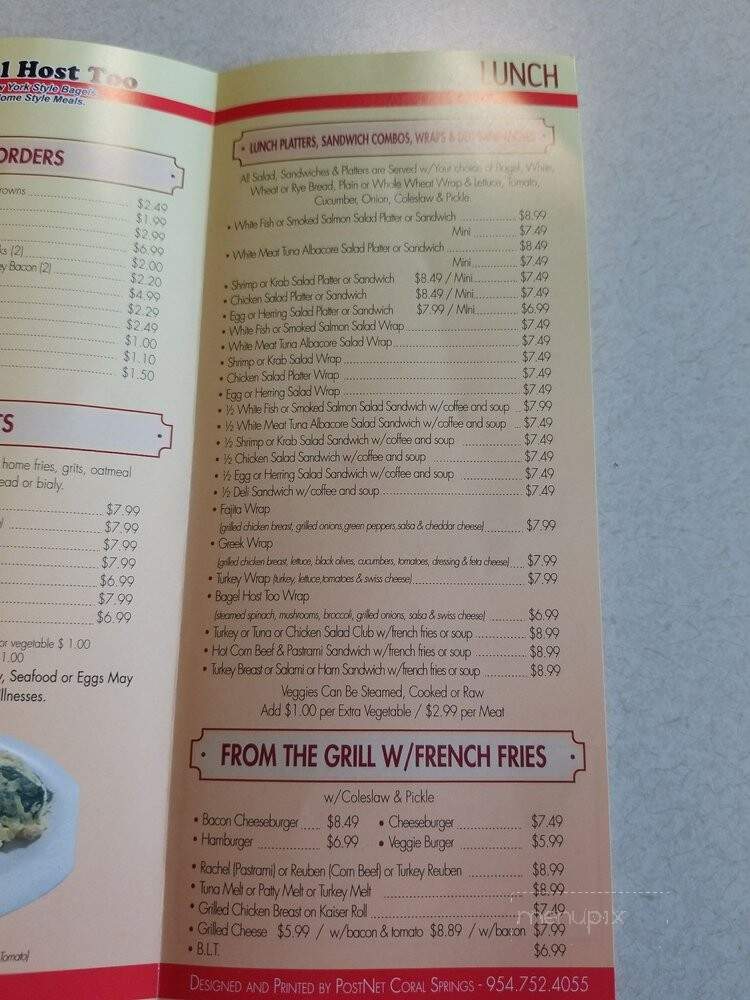 l Host Too
w York Style Bagels
ome Style Meals.
ORDERS
rowns
$2.49
$1.99
$2.99
ks (2) $6.99
ey Bacon (2) $2.00
$2.20
$4.99
$2.29
$2.49
$1.00
$1.10
$1.50
TS
home fries, grits, oatmeal
ead or bialy.
$7.99
$7.99
$7.99
$7.99
$6.99
$7.99
$6.99
or vegetable $ 1.00
1.00
y, Seafood or Eggs May
llnesses.
Tomato)
LUNCH
LUNCH PLATTERS, SANDWICH COMBOS, WRAPS & DELI SANDWICHES
All Salad, Sandwiches & Platters are Served w/Your choice of Bagel, White,
Wheat or Rye Bread, Plain or Whole Wheat Wrap & Lettuce, Tomato,
Cucumber, Onion, Coleslaw & Pickle.
• White Fish or Smoked Salmon Salad Platter or Sandwich $8.99
Mini $7.49
• White Meat Tuna Albacore Salad Platter or Sandwich $8.49
Mini $7.49
• Shrimp or Krab Salad Platter or Sandwich $8.49 / Mini $7.49
• Chicken Salad Platter or Sandwich $8.49 / Mini $7.49
• Egg or Herring Salad Platter or Sandwich $7.99 / Mini $6.99
• White Fish or Smoked Salmon Salad Wrap $7.49
• White Meat Tuna Albacore Salad Wrap $7.49
• Shrimp or Krab Salad Wrap $7.49
• Chicken Salad Platter Wrap $7.49
• Egg or Herring Salad Wrap $7.49
• ½ White Fish or Smoked Salmon Salad Sandwich w/coffee and soup $7.99
• ½ White Meat Tuna Albacore Salad Sandwich w/coffee and soup $7.49
• ½ Shrimp or Krab Salad Sandwich w/coffee and soup $7.49
• ½ Chicken Salad Sandwich w/coffee and soup $7.49
• ½ Egg or Herring Salad Sandwich w/coffee and soup $7.49
• ½ Deli Sandwich w/coffee and soup $7.49
• Fajita Wrap
(grilled chicken breast, grilled onions,green peppers,salsa & cheddar cheese) $7.99
• Greek Wrap
(grilled chicken breast, lettuce, black olives, cucumbers, tomatoes, dressing & feta cheese) $7.99
• Turkey Wrap (turkey, lettuce,tomatoes & swiss cheese) $7.99
• Bagel Host Too Wrap
(steamed spinach, mushrooms, broccoli, grilled onions, salsa & swiss cheese) $6.99
• Turkey or Tuna or Chicken Salad Club w/french fries or soup $8.99
• Hot Corn Beef & Pastrami Sandwich w/french fries or soup $8.99
• Turkey Breast or Salami or Ham Sandwich w/french fries or soup $8.99
Veggies Can Be Steamed, Cooked or Raw
Add $1.00 per Extra Vegetable / $2.99 per Meat
FROM THE GRILL W/FRENCH FRIES
w/Coleslaw & Pickle
• Bacon Cheeseburger $8.49 • Cheeseburger $7.49
• Hamburger $6.99 • Veggie Burger $5.99
• Rachel (Pastrami) or Reuben (Corn Beef) or Turkey Reuben $8.99
• Tuna Melt or Patty Melt or Turkey Melt $8.99
• Grilled Chicken Breast on Kaiser Roll $7.49
• Grilled Cheese $5.99 / w/bacon & tomato $8.89 / w/bacon $7.99
• B.L.T. $6.99
menupix
DESIGNED AND PRINTED BY POSTNET CORAL SPRINGS - 954.752.4055